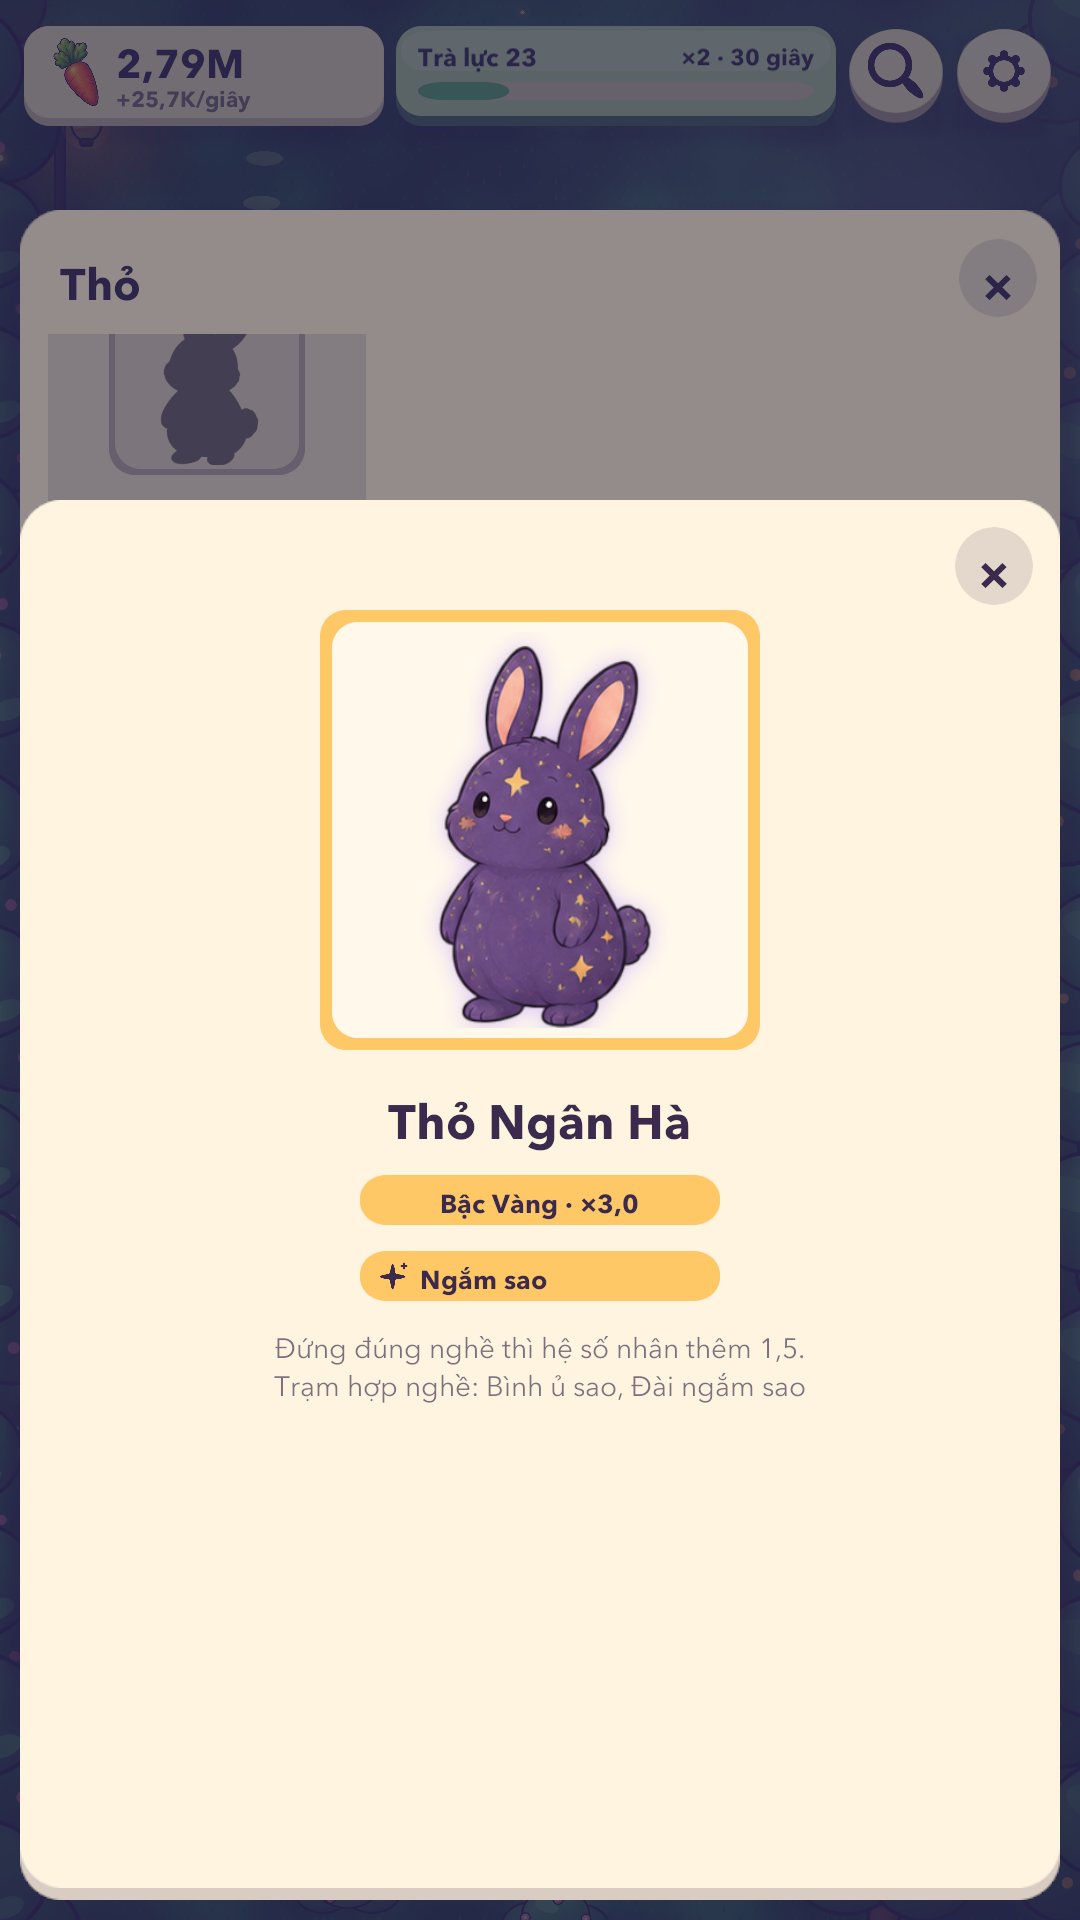 2,79M
+25,7K/giây
Trà lực 23
×2 · 30 giây
Thỏ
Thỏ Ngân Hà
Bậc Vàng · ×3,0
Ngắm sao
Đứng đúng nghề thì hệ số nhân thêm 1,5.
Trạm hợp nghề: Bình ủ sao, Đài ngắm sao